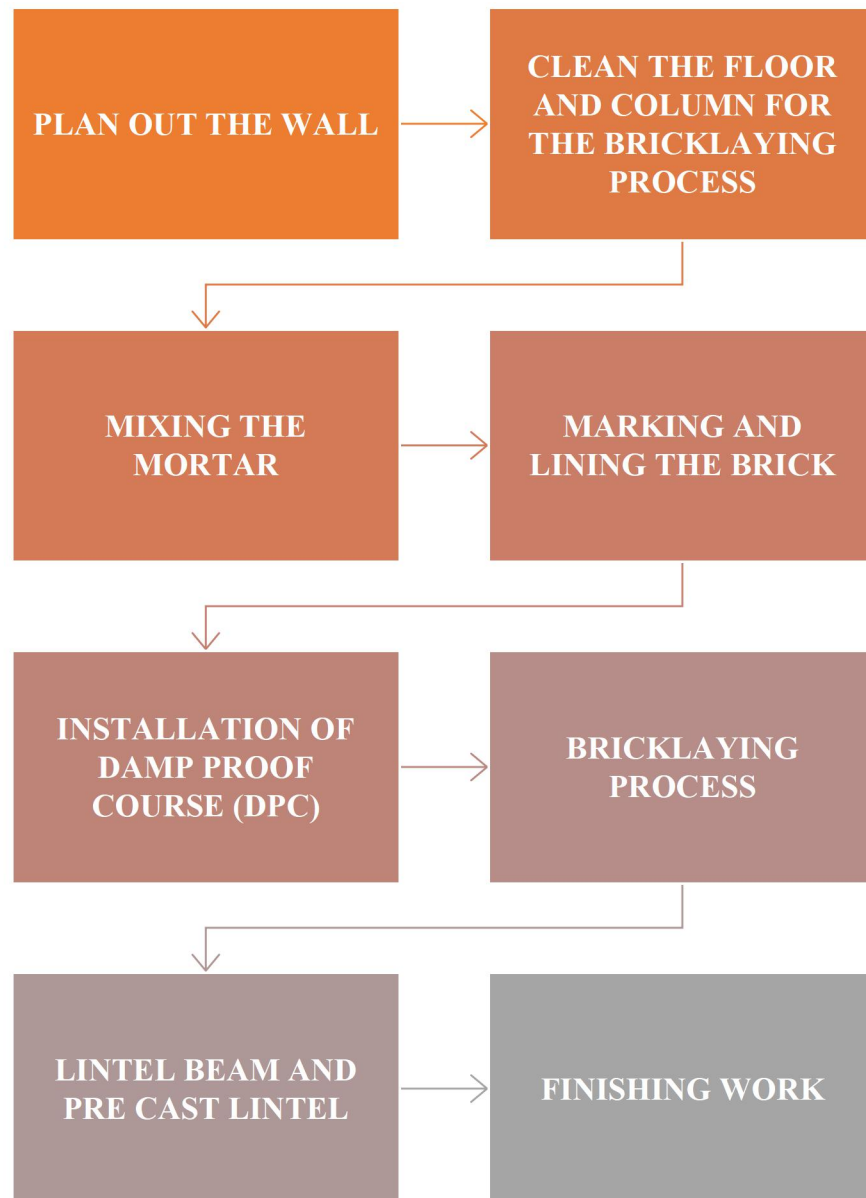 PLAN OUT THE WALL
CLEAN THE FLOOR
AND COLUMN FOR
THE BRICKLAYING
PROCESS
MIXING THE
MORTAR
MARKING AND
LINING THE BRICK
INSTALLATION OF
DAMP PROOF
COURSE (DPC)
BRICKLAYING
PROCESS
LINTEL BEAM AND
PRE CAST LINTEL
FINISHING WORK